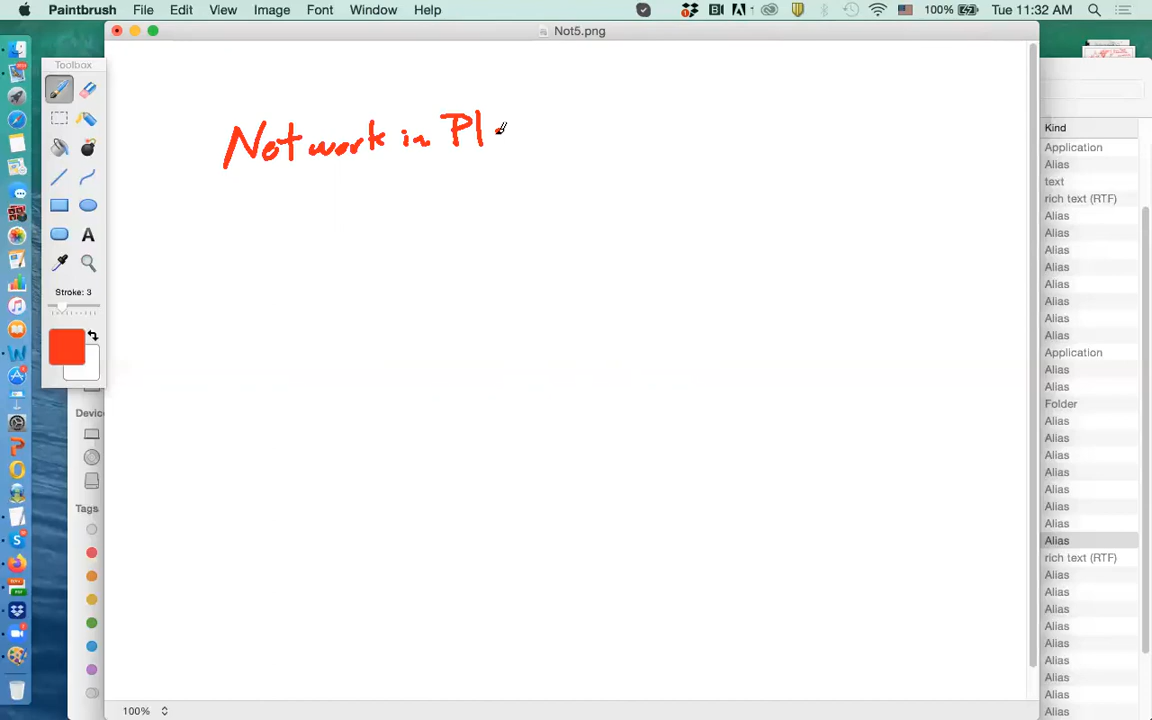 Paintbrush File Edit View Image Font Window Help 100% Tue 11:32 AM
Not5.png
Toolbox
Network in Pl
A
Stroke: 3
Kind
Application
Alias
text
rich text (RTF)
Alias
Alias
Alias
Alias
Alias
Alias
Alias
Alias
Application
Alias
Alias
Folder
Alias
Alias
Alias
Alias
Alias
Alias
Alias
Alias
rich text (RTF)
Alias
Alias
Alias
Alias
Alias
Alias
Alias
Alias
Alias
Device
Tags
100%